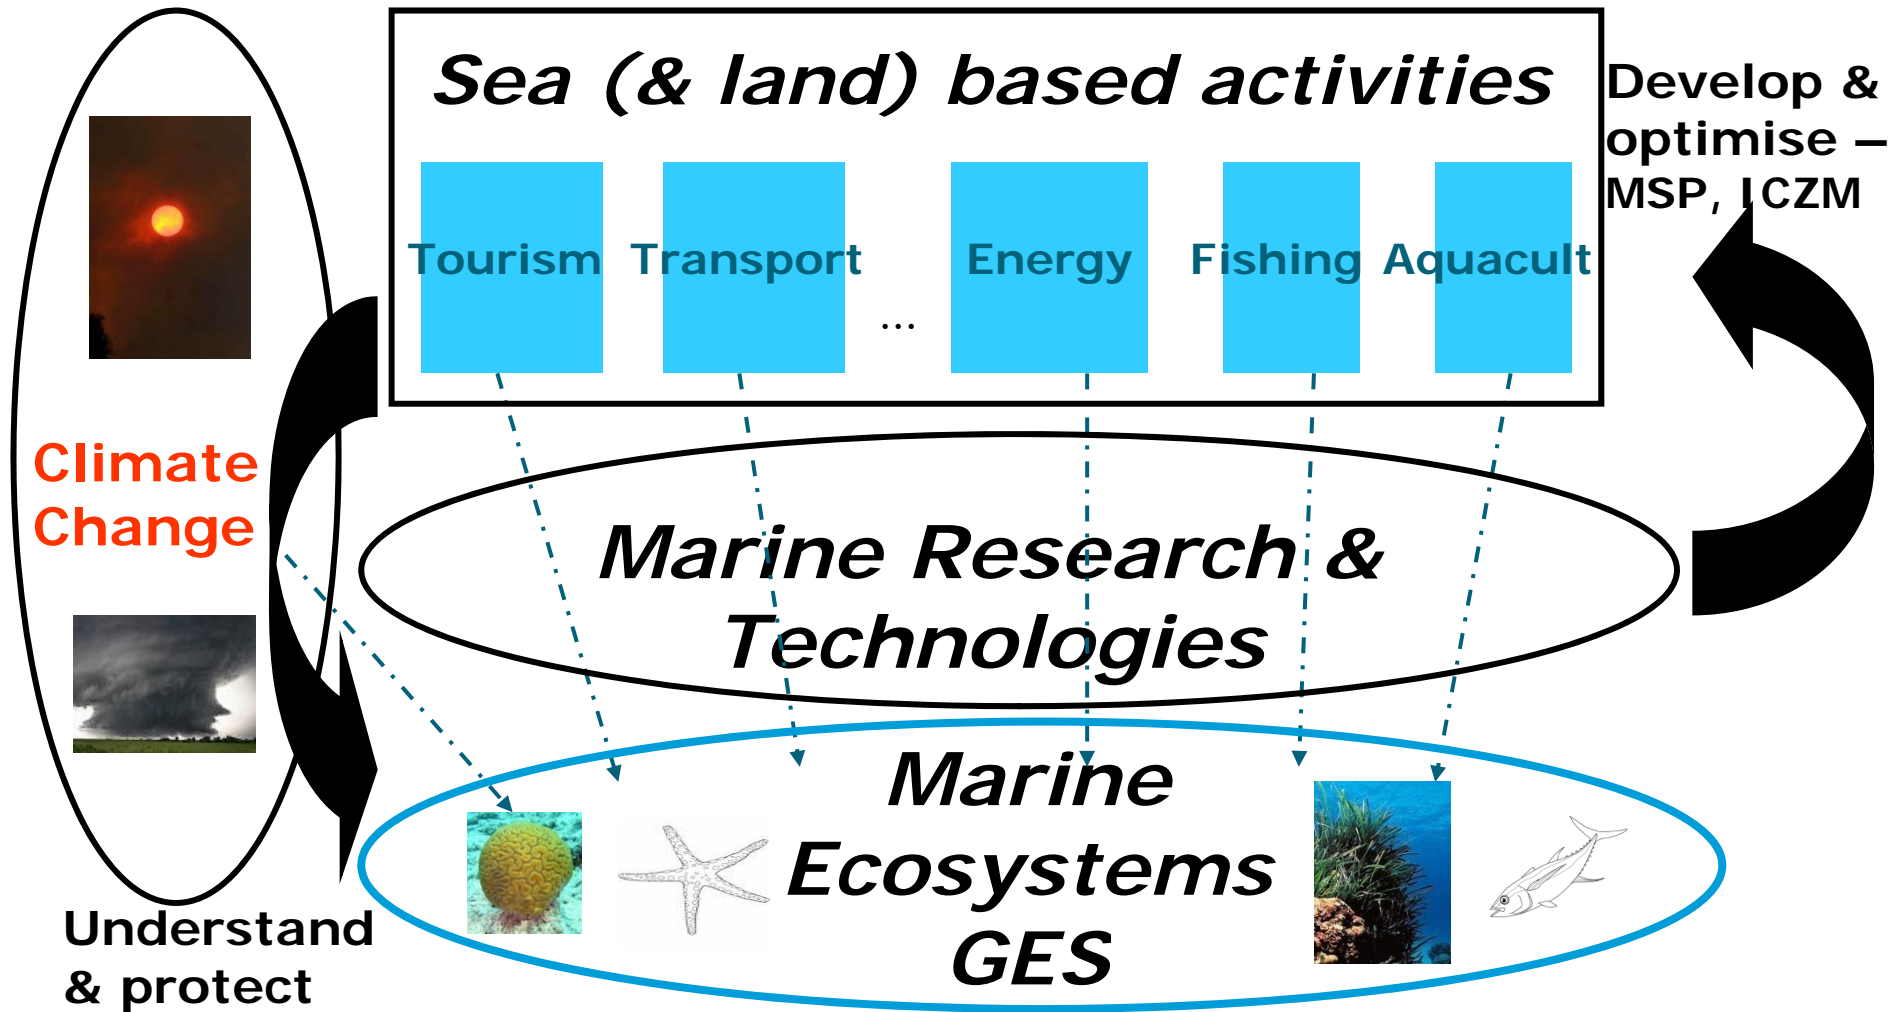 Sea (& land) based activities
Develop &
optimise –
MSP, ICZM
Tourism
Transport
...
Energy
Fishing
Aquacult
Climate
Change
Marine Research &
Technologies
Marine
Ecosystems
GES
Understand
& protect